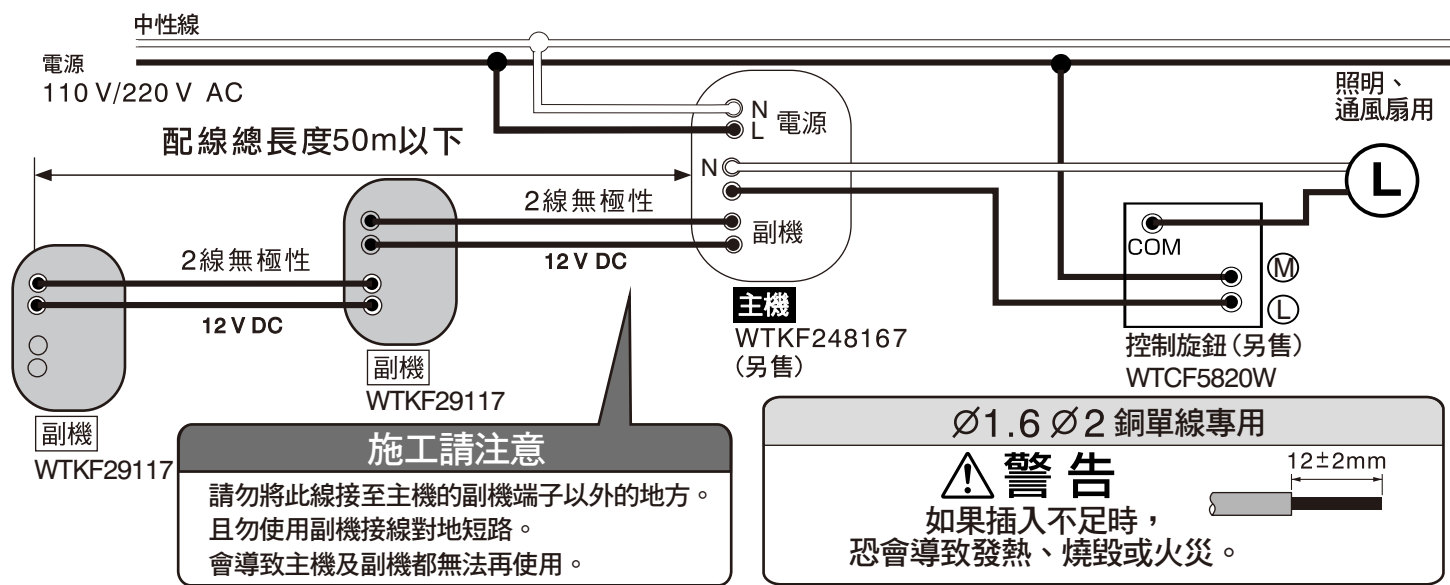 中性線
電源
110 V/220 V AC
配線總長度50m以下
N
L
電源
N
副機
2線無極性
12 V DC
2線無極性
12 V DC
照明、
通風扇用
L
COM
M
L
主機
WTKF248167
(另售)
控制旋鈕(另售)
WTCF5820W
副機
WTKF29117
副機
WTKF29117
施工請注意
請勿將此線接至主機的副機端子以外的地方。
且勿使用副機接線對地短路。
會導致主機及副機都無法再使用。
∅1.6 ∅2 銅單線專用
警告
12±2mm
如果插入不足時，
恐會導致發熱、燒毀或火災。